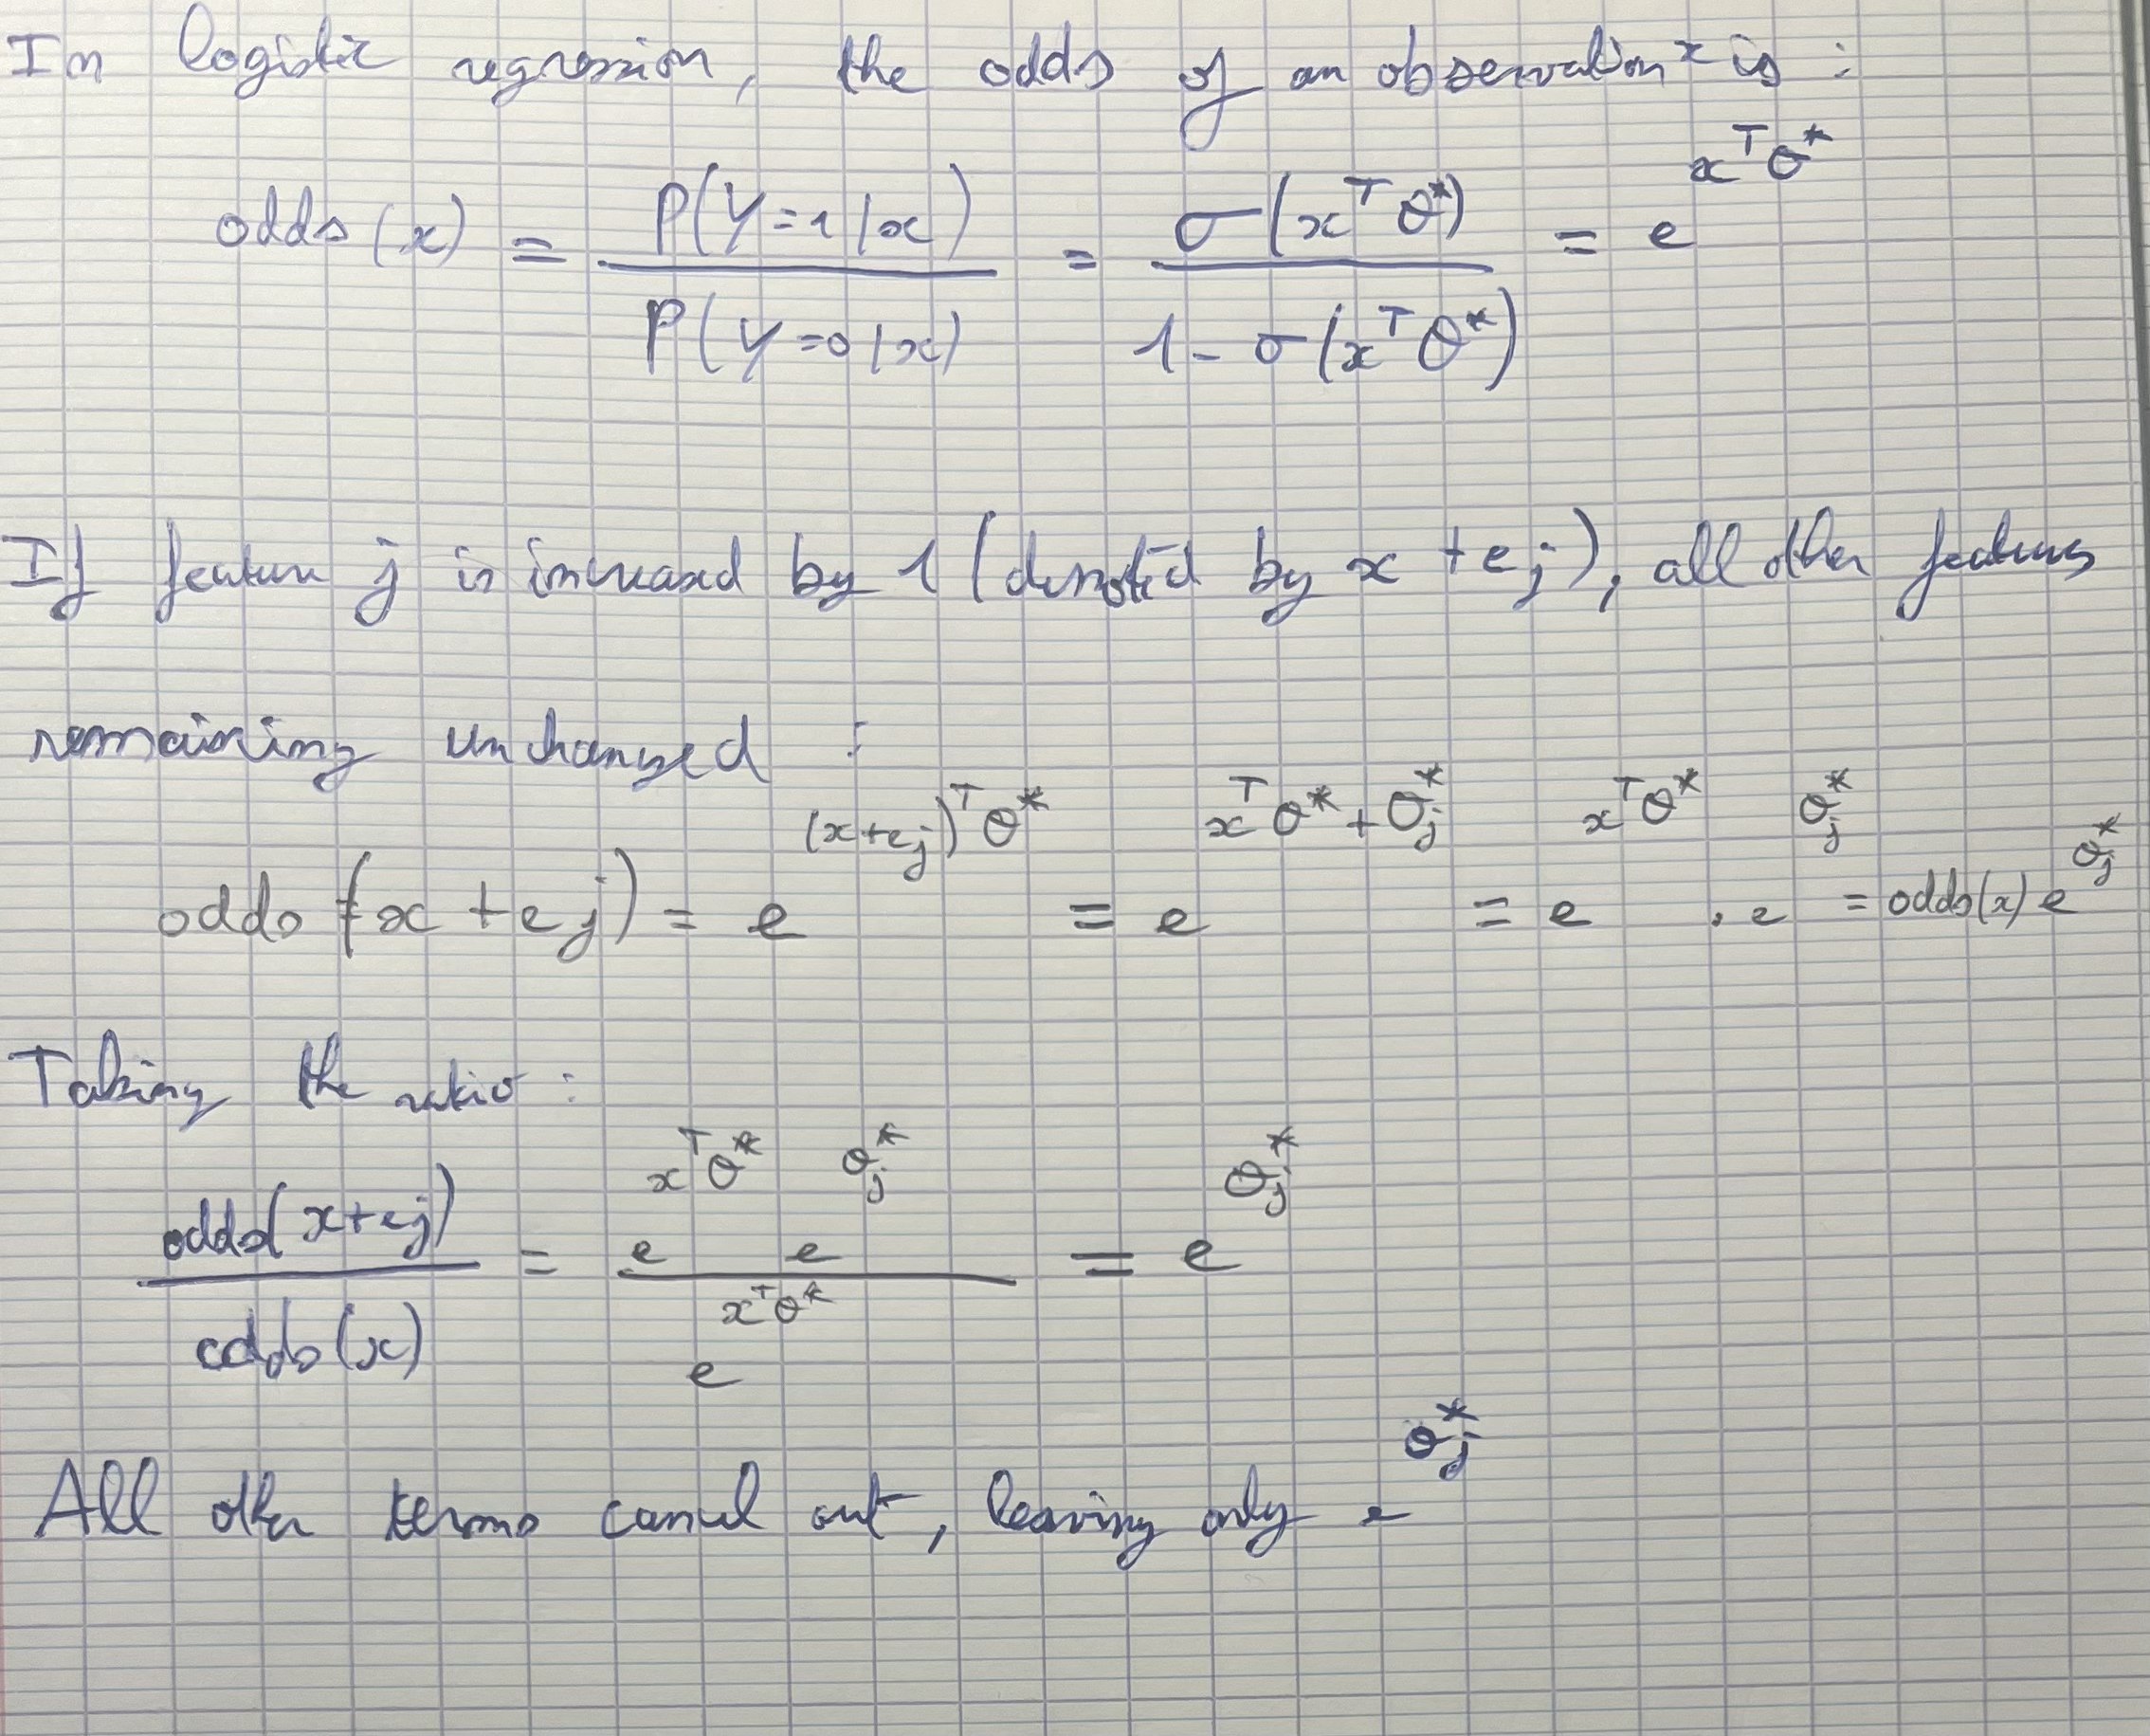 In logistic regression, the odds of an observation x is :
odds(x) = P(Y=1|x) / P(Y=0|x) = σ(x^T θ*) / (1 - σ(x^T θ*)) = e^{x^T θ*}
If feature j is increased by 1 (denoted by x + e_j), all other features
remaining unchanged :
odds(x + e_j) = e^{(x+e_j)^T θ*} = e^{x^T θ* + θ_j^*} = e^{x^T θ*} . e^{θ_j^*} = odds(x) e^{θ_j^*}
Taking the ratio :
odds(x+e_j) / odds(x) = e^{x^T θ*} e^{θ_j^*} / e^{x^T θ*} = e^{θ_j^*}
All other terms cancel out, leaving only e^{θ_j^*}